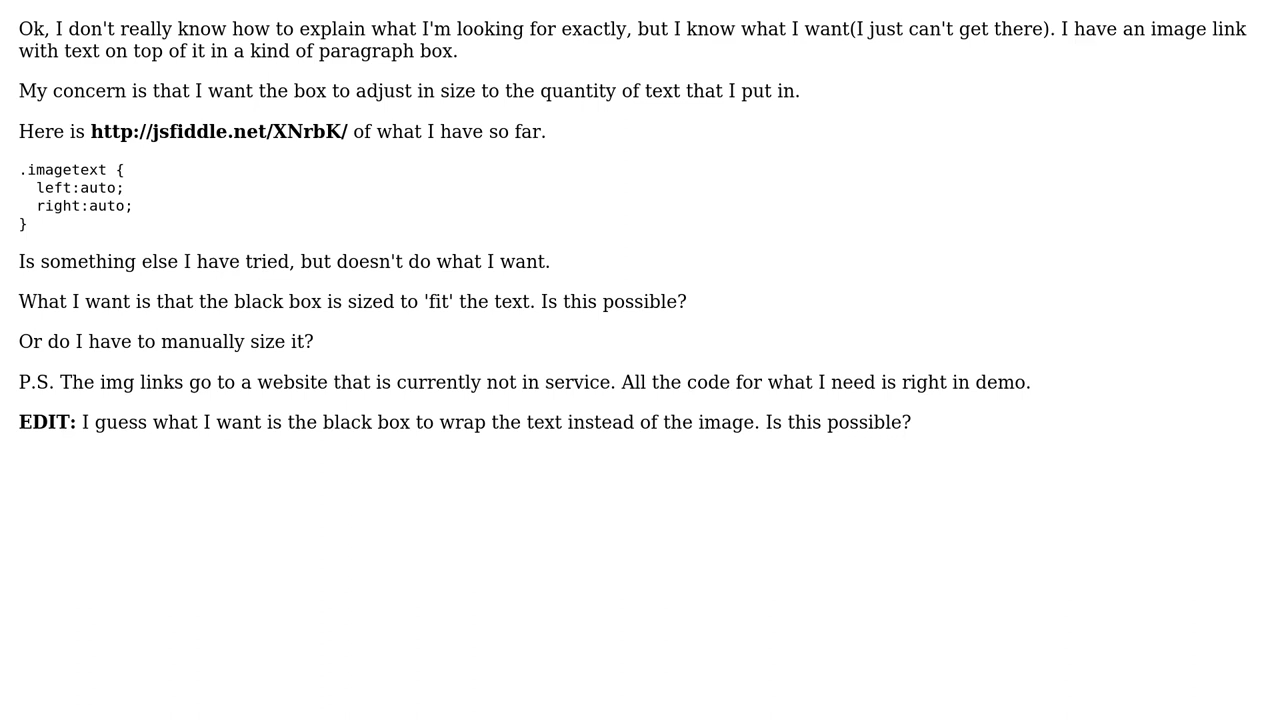 Ok, I don't really know how to explain what I'm looking for exactly, but I know what I want(I just can't get there). I have an image link
with text on top of it in a kind of paragraph box.
My concern is that I want the box to adjust in size to the quantity of text that I put in.
Here is http://jsfiddle.net/XNrbK/ of what I have so far.
.imagetext {
  left:auto;
  right:auto;
}
Is something else I have tried, but doesn't do what I want.
What I want is that the black box is sized to 'fit' the text. Is this possible?
Or do I have to manually size it?
P.S. The img links go to a website that is currently not in service. All the code for what I need is right in demo.
EDIT: I guess what I want is the black box to wrap the text instead of the image. Is this possible?